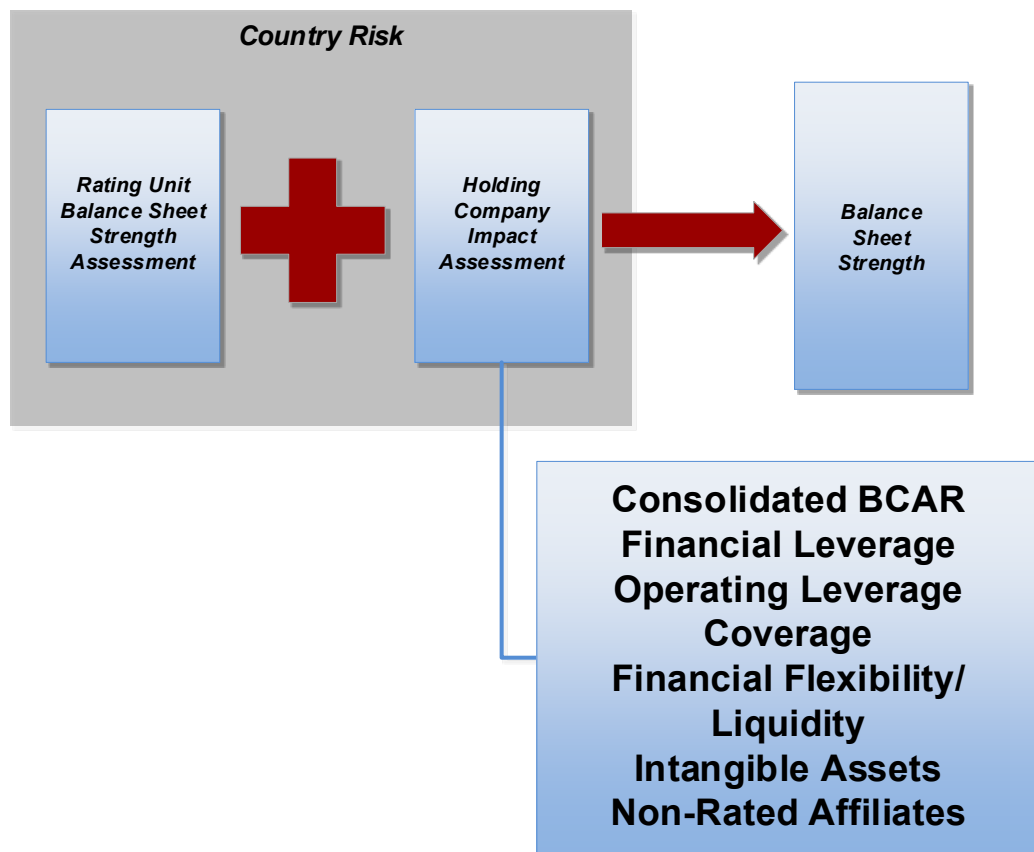 Country Risk
Rating Unit
Balance Sheet
Strength
Assessment
Holding
Company
Impact
Assessment
Balance
Sheet
Strength
Consolidated BCAR
Financial Leverage
Operating Leverage
Coverage
Financial Flexibility/
Liquidity
Intangible Assets
Non-Rated Affiliates